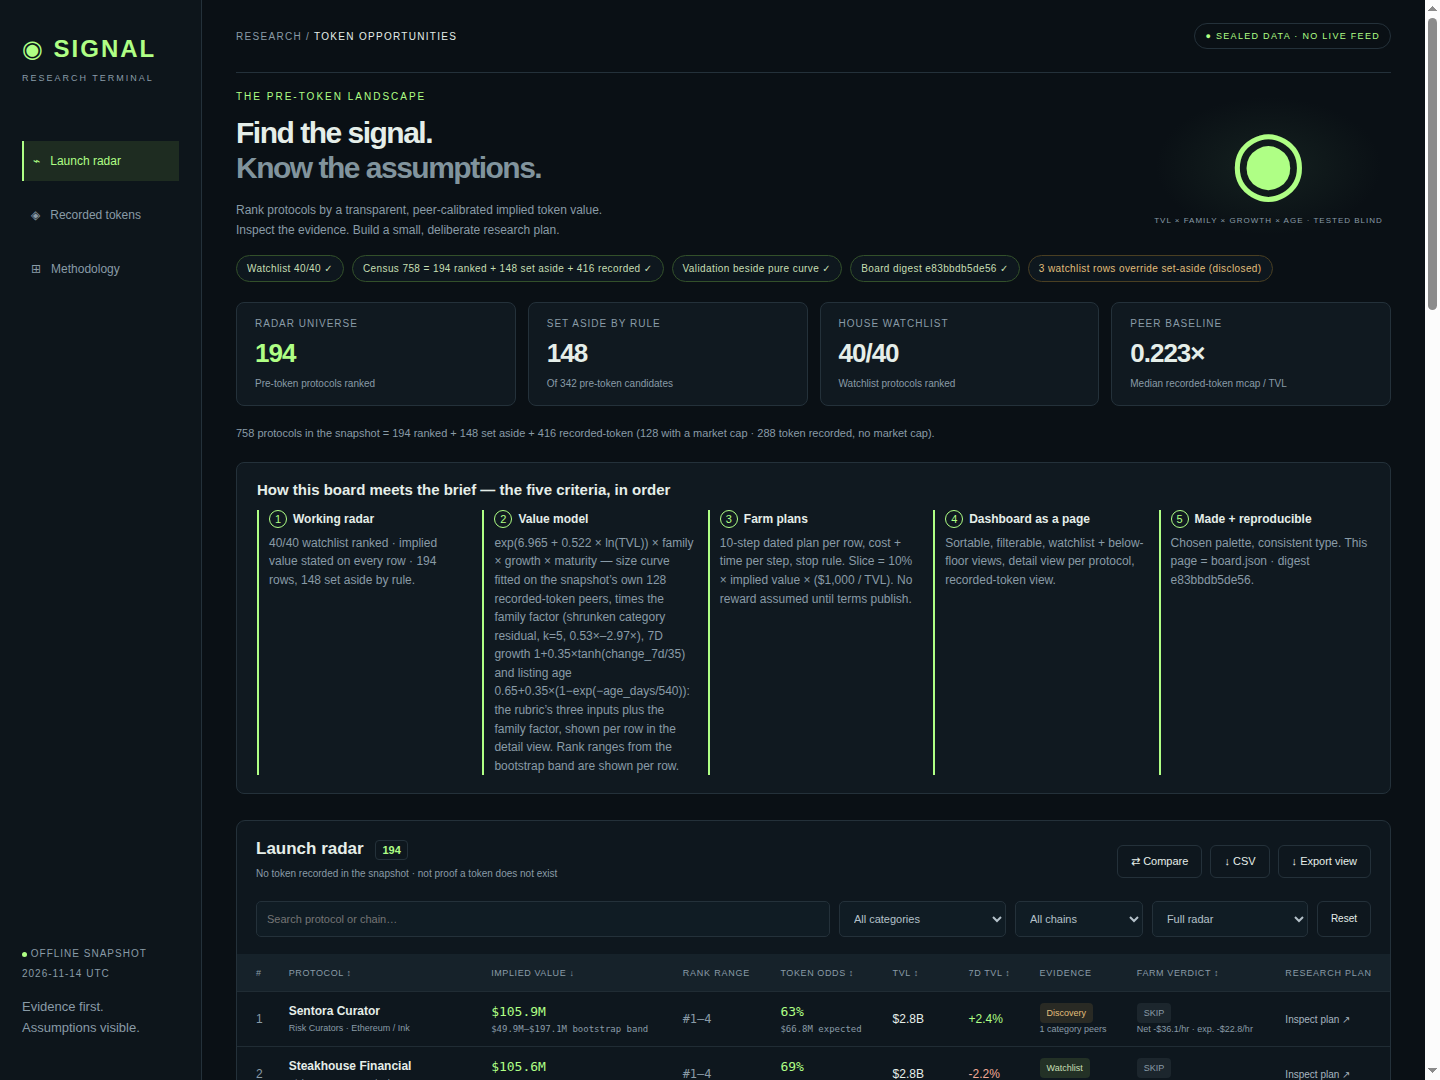 ◉ SIGNAL
RESEARCH TERMINAL
⌁ Launch radar
◈ Recorded tokens
⊞ Methodology
OFFLINE SNAPSHOT
2026-11-14 UTC
Evidence first.
Assumptions visible.
RESEARCH / TOKEN OPPORTUNITIES
● SEALED DATA · NO LIVE FEED
THE PRE-TOKEN LANDSCAPE
Find the signal.
Know the assumptions.
Rank protocols by a transparent, peer-calibrated implied token value.
Inspect the evidence. Build a small, deliberate research plan.
TVL × FAMILY × GROWTH × AGE · TESTED BLIND
Watchlist 40/40 ✓
Census 758 = 194 ranked + 148 set aside + 416 recorded ✓
Validation beside pure curve ✓
Board digest e83bbdb5de56 ✓
3 watchlist rows override set-aside (disclosed)
RADAR UNIVERSE
194
Pre-token protocols ranked
SET ASIDE BY RULE
148
Of 342 pre-token candidates
HOUSE WATCHLIST
40/40
Watchlist protocols ranked
PEER BASELINE
0.223×
Median recorded-token mcap / TVL
758 protocols in the snapshot = 194 ranked + 148 set aside + 416 recorded-token (128 with a market cap · 288 token recorded, no market cap).
How this board meets the brief — the five criteria, in order
1 Working radar
40/40 watchlist ranked · implied
value stated on every row · 194
rows, 148 set aside by rule.
2 Value model
exp(6.965 + 0.522 × ln(TVL)) × family
× growth × maturity — size curve
fitted on the snapshot's own 128
recorded-token peers, times the
family factor (shrunken category
residual, k=5, 0.53×–2.97×), 7D
growth 1+0.35×tanh(change_7d/35)
and listing age
0.65+0.35×(1−exp(−age_days/540)):
the rubric's three inputs plus the
family factor, shown per row in the
detail view. Rank ranges from the
bootstrap band are shown per row.
3 Farm plans
10-step dated plan per row, cost +
time per step, stop rule. Slice = 10%
× implied value × ($1,000 / TVL). No
reward assumed until terms publish.
4 Dashboard as a page
Sortable, filterable, watchlist + below-
floor views, detail view per protocol,
recorded-token view.
5 Made + reproducible
Chosen palette, consistent type. This
page = board.json · digest
e83bbdb5de56.
Launch radar 194
No token recorded in the snapshot · not proof a token does not exist
⇄ Compare
↓ CSV
↓ Export view
Search protocol or chain…
All categories
All chains
Full radar
Reset
# PROTOCOL ↕ IMPLIED VALUE ↓ RANK RANGE TOKEN ODDS ↕ TVL ↕ 7D TVL ↕ EVIDENCE FARM VERDICT ↕ RESEARCH PLAN
1 Sentora Curator $105.9M #1–4 63% $2.8B +2.4% Discovery SKIP Inspect plan ↗
Risk Curators · Ethereum / Ink $49.9M–$197.1M bootstrap band $66.8M expected 1 category peers Net -$36.1/hr · exp. -$22.8/hr
2 Steakhouse Financial $105.6M #1–4 69% $2.8B -2.2% Watchlist SKIP Inspect plan ↗